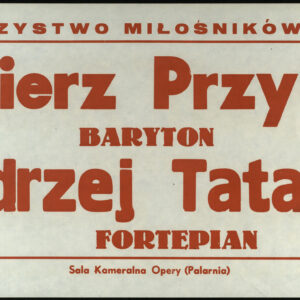 ZYSTWO MIŁOŚNIKÓW
ierz Przy
BARYTON
drzej Tata
FORTEPIAN
Sala Kameralna Opery (Palarnia)